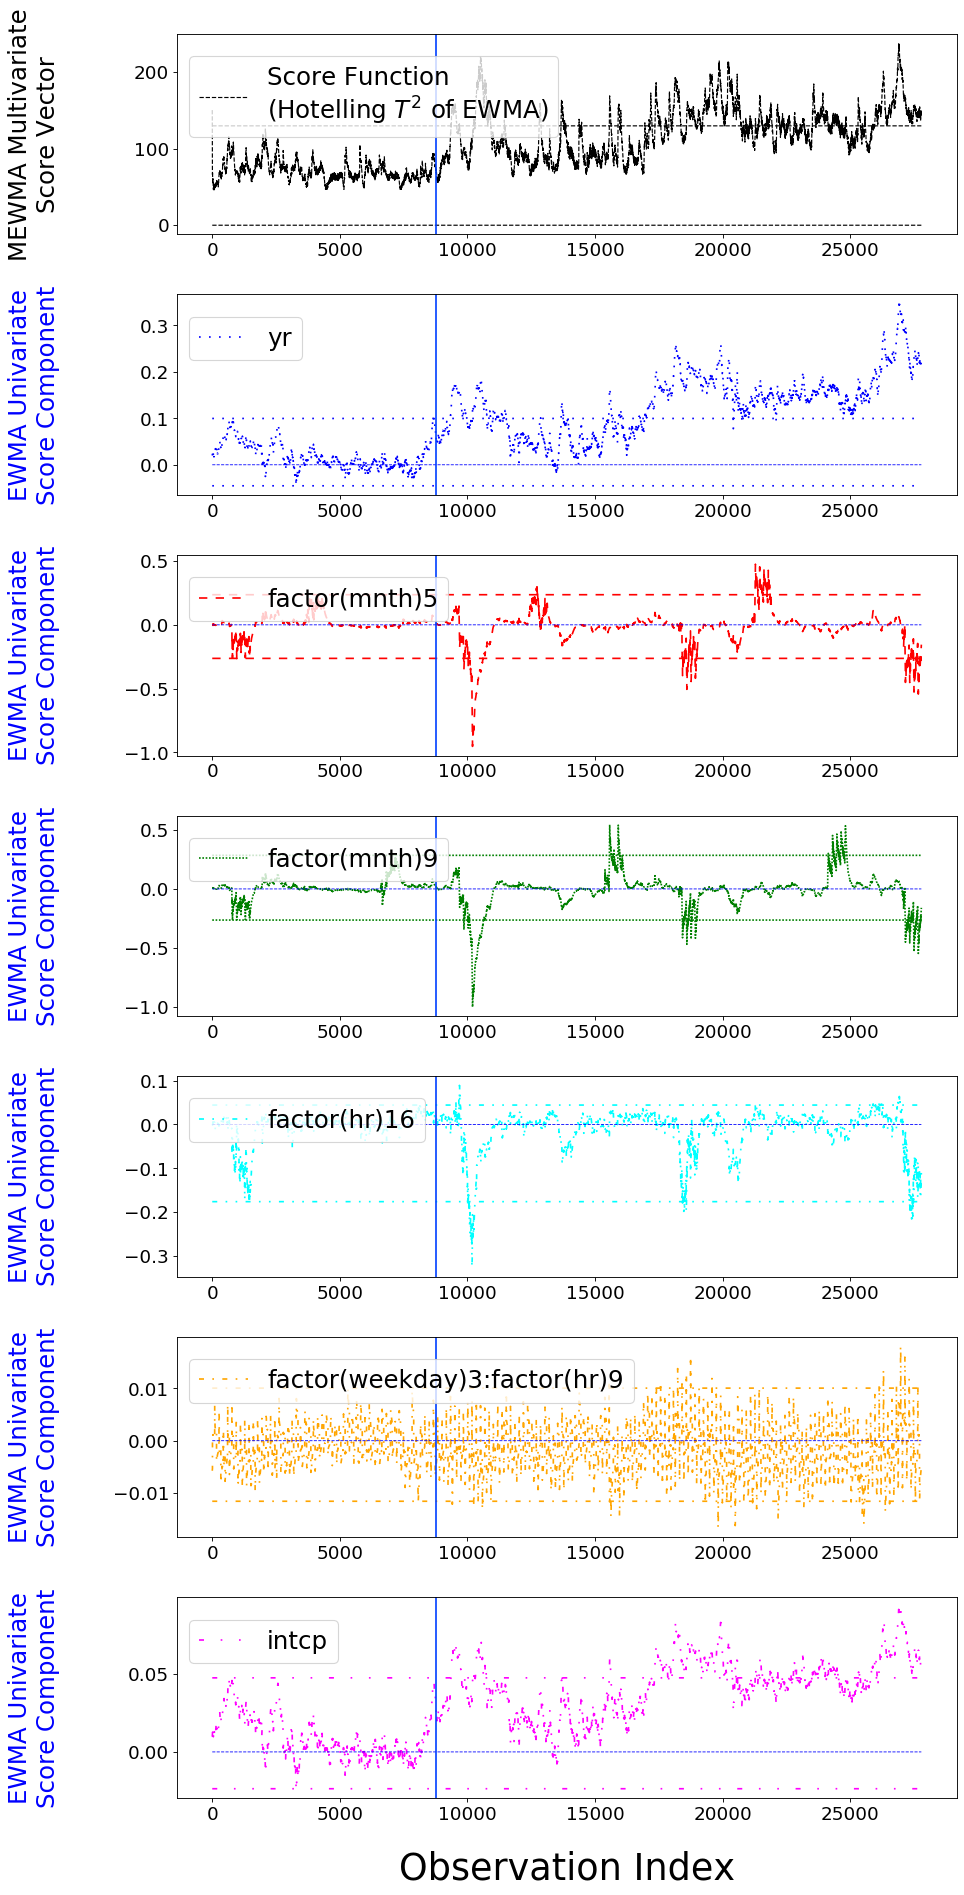 MEWMA Multivariate
Score Vector
200
100
0
Score Function
(Hotelling T² of EWMA)
0 5000 10000 15000 20000 25000
EWMA Univariate
Score Component
0.3
0.2
0.1
0.0
yr
0 5000 10000 15000 20000 25000
EWMA Univariate
Score Component
0.5
0.0
−0.5
−1.0
factor(mnth)5
0 5000 10000 15000 20000 25000
EWMA Univariate
Score Component
0.5
0.0
−0.5
−1.0
factor(mnth)9
0 5000 10000 15000 20000 25000
EWMA Univariate
Score Component
0.1
0.0
−0.1
−0.2
−0.3
factor(hr)16
0 5000 10000 15000 20000 25000
EWMA Univariate
Score Component
0.01
0.00
−0.01
factor(weekday)3:factor(hr)9
0 5000 10000 15000 20000 25000
EWMA Univariate
Score Component
0.05
0.00
intcp
0 5000 10000 15000 20000 25000
Observation Index